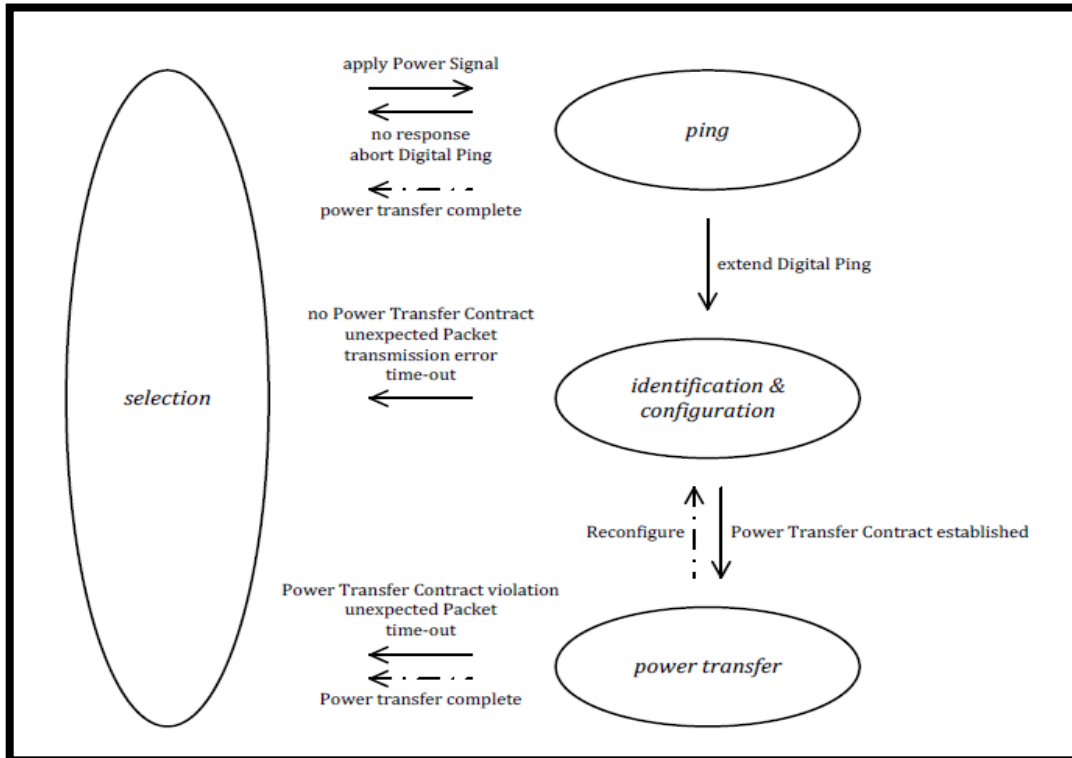 apply Power Signal
no response
abort Digital Ping
power transfer complete
ping
extend Digital Ping
no Power Transfer Contract
unexpected Packet
transmission error
time-out
selection
identification &
configuration
Reconfigure
Power Transfer Contract established
Power Transfer Contract violation
unexpected Packet
time-out
Power transfer complete
power transfer